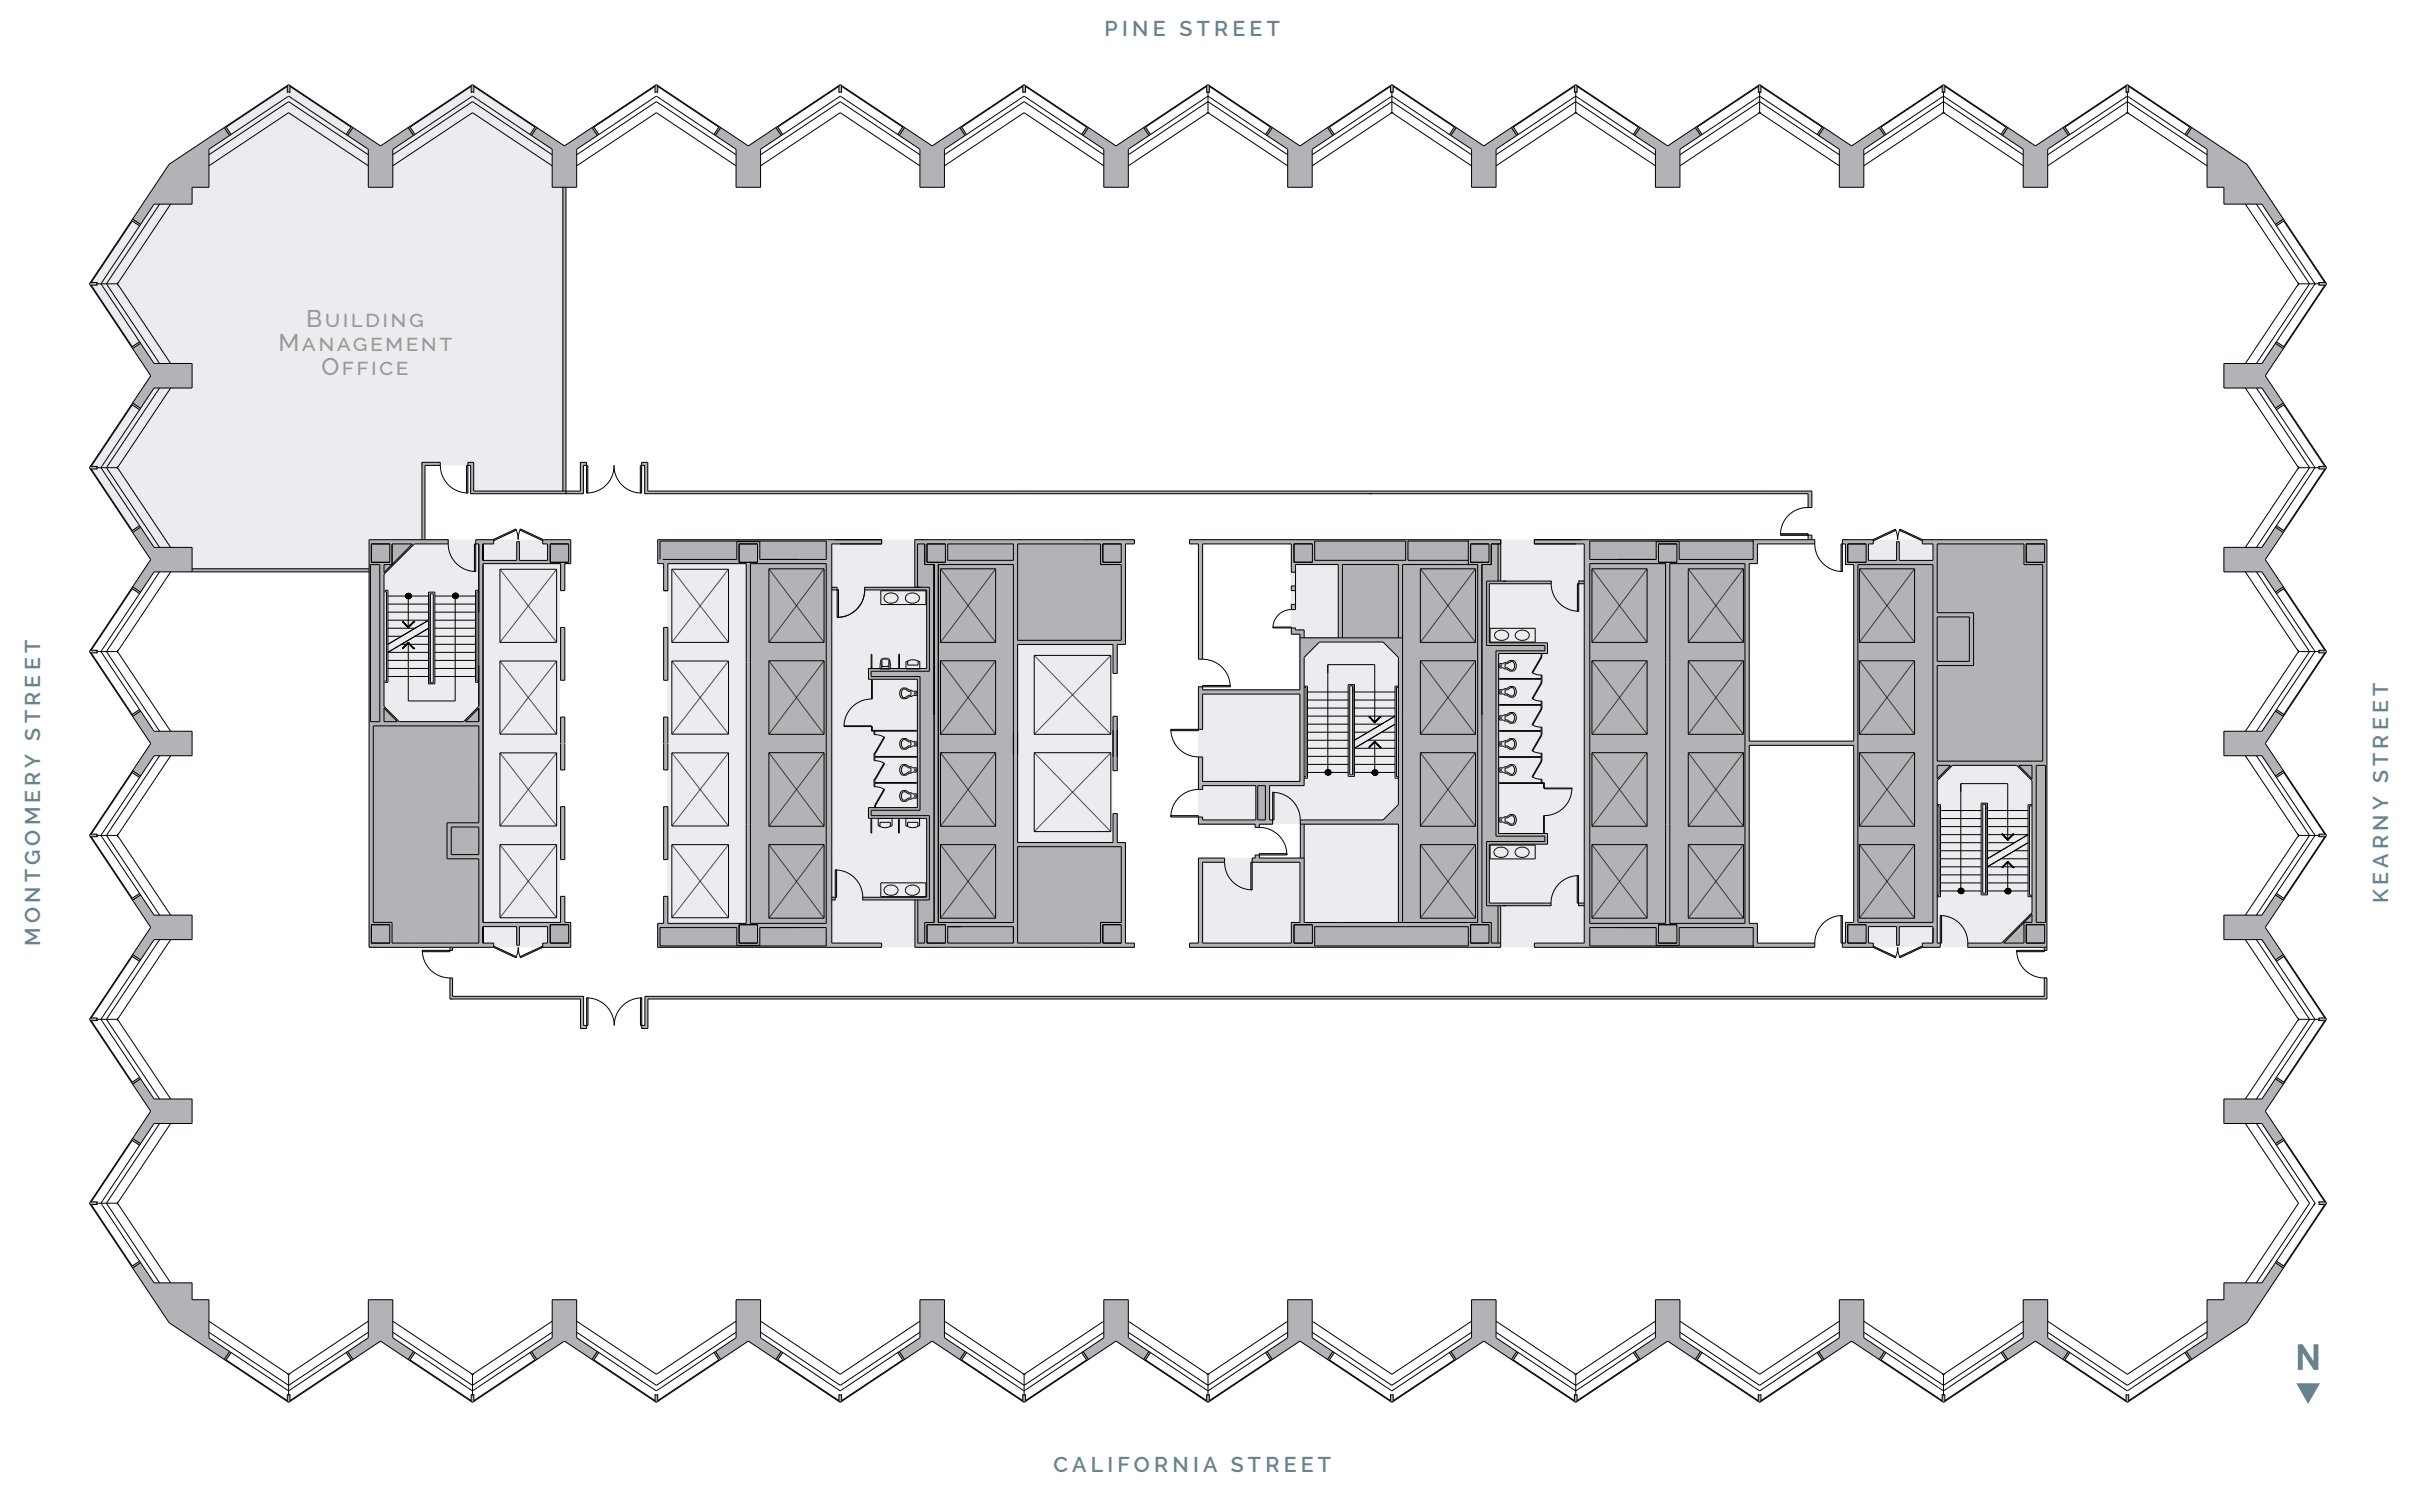 PINE STREET
BUILDING
MANAGEMENT
OFFICE
MONTGOMERY STREET
KEARNY STREET
N
CALIFORNIA STREET